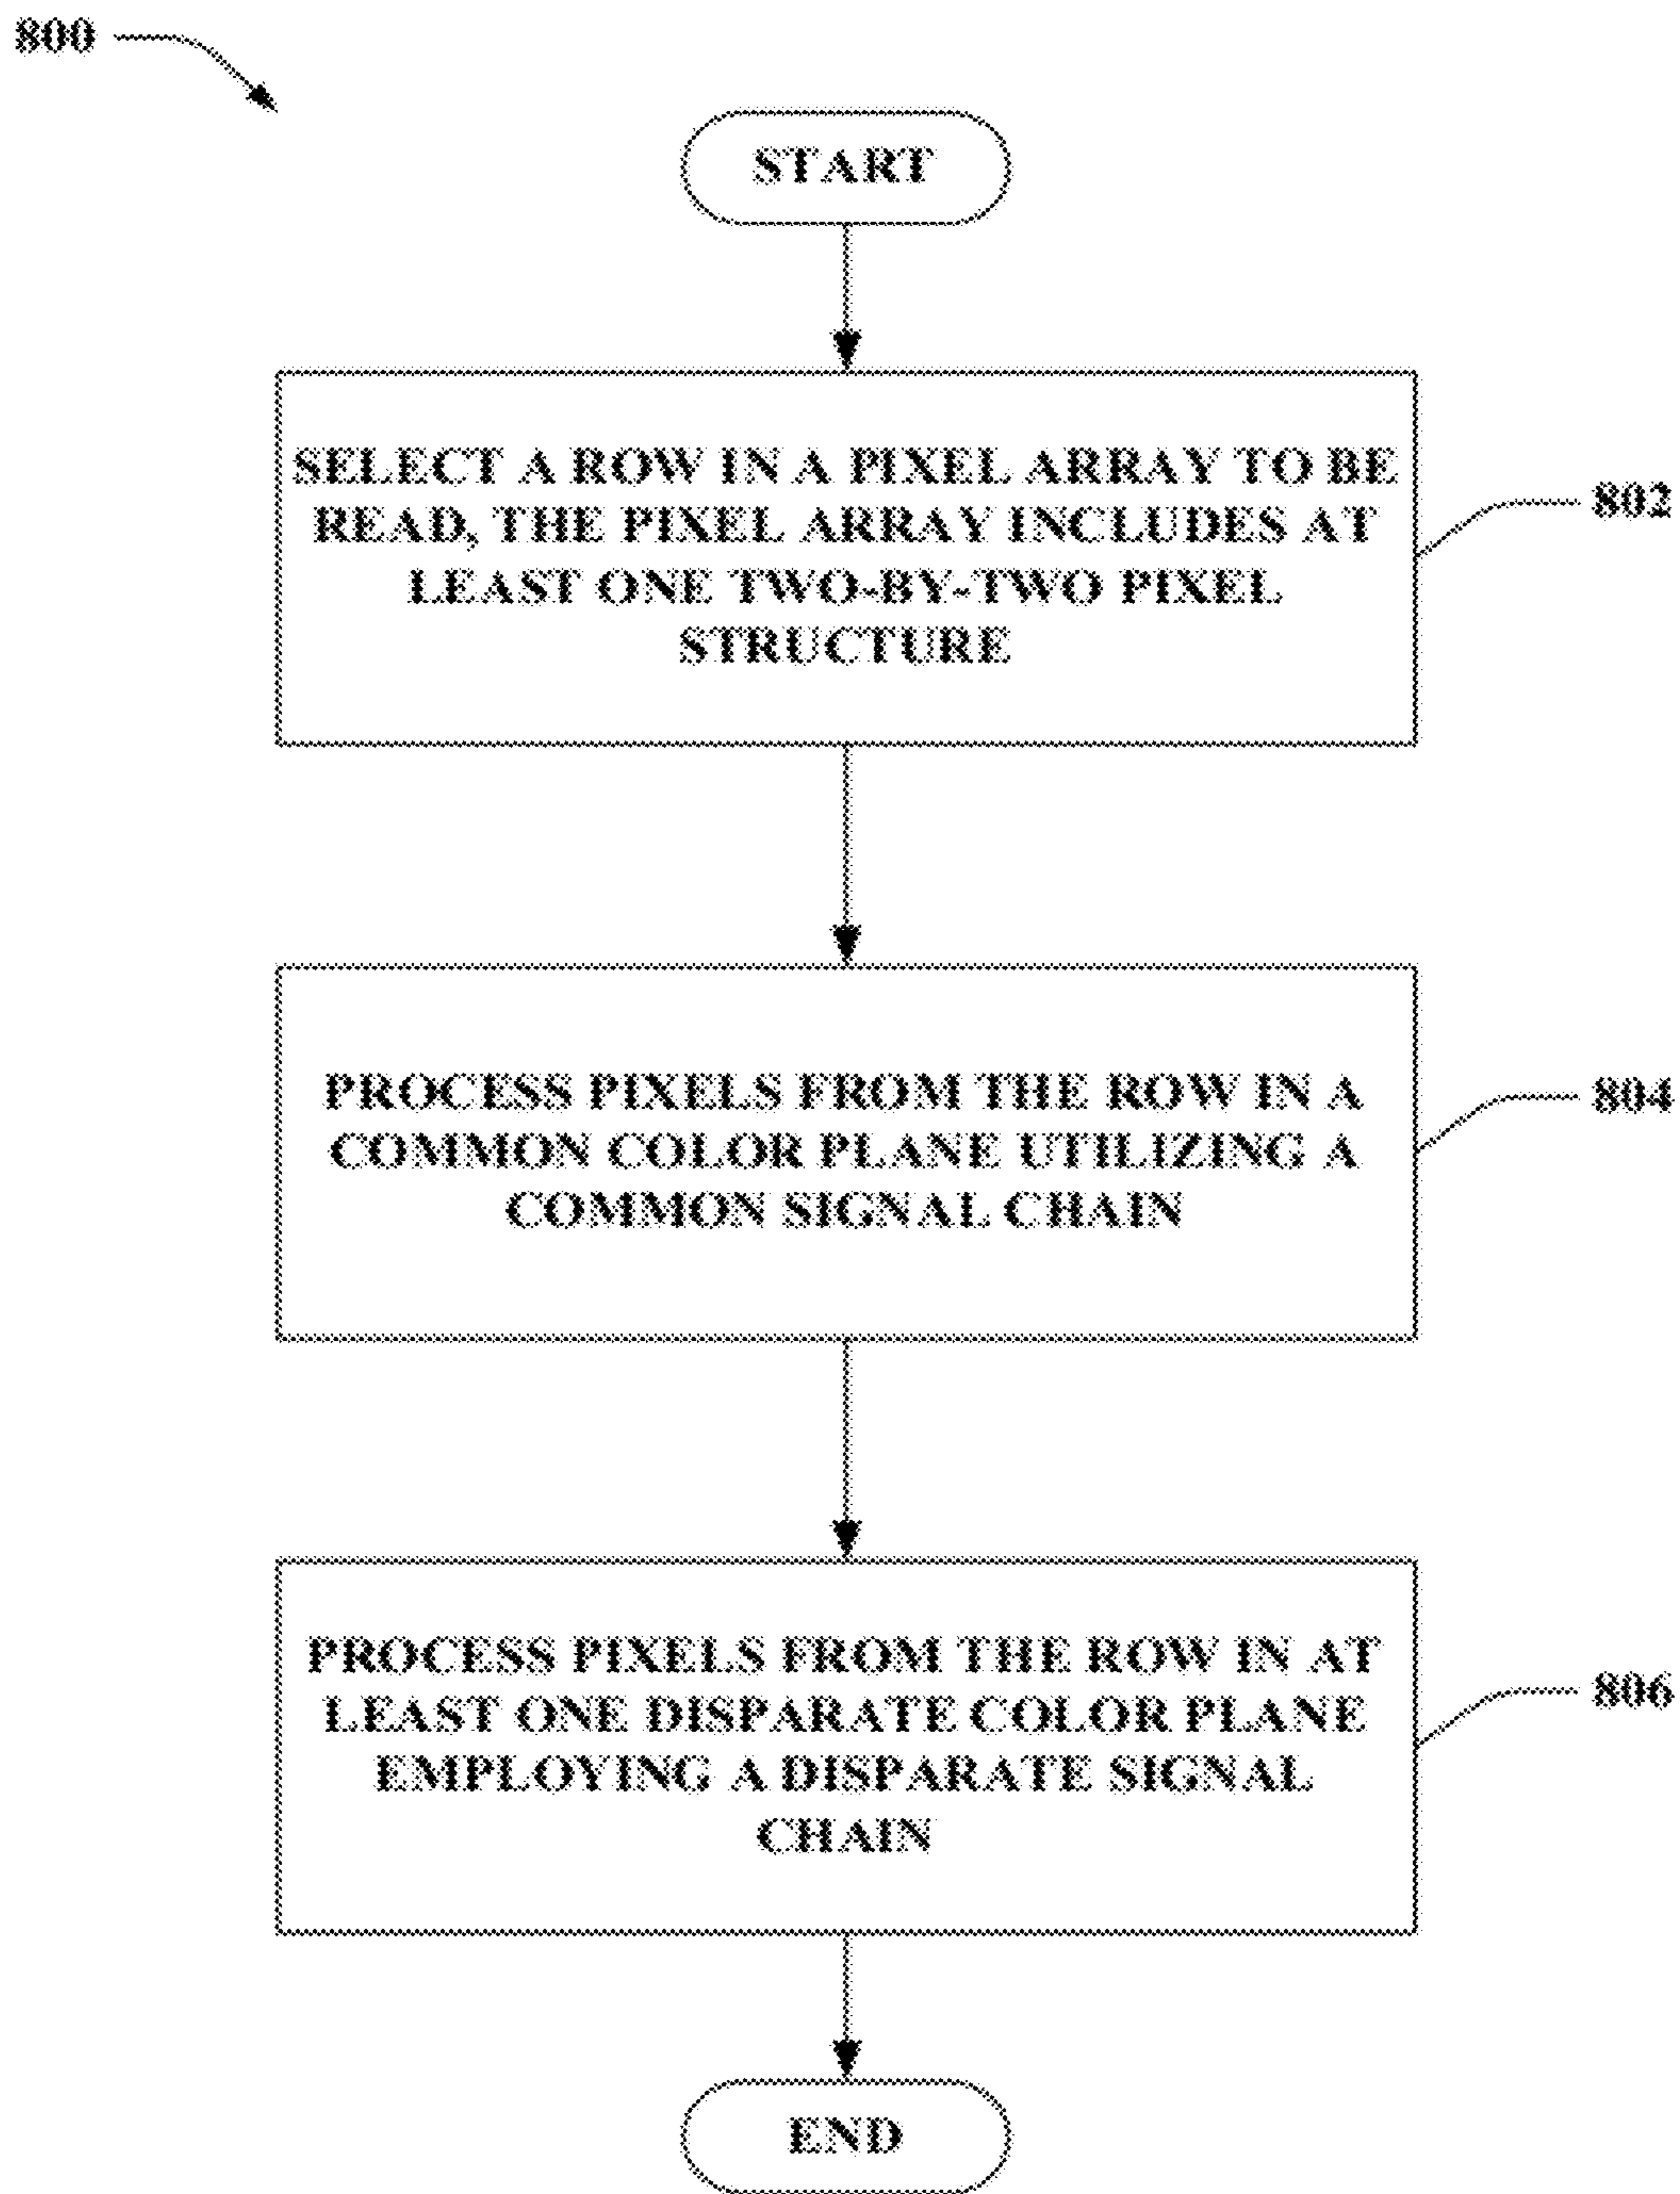 800
START
SELECT A ROW IN A PIXEL ARRAY TO BE
READ, THE PIXEL ARRAY INCLUDES AT
LEAST ONE TWO-BY-TWO PIXEL
STRUCTURE
802
PROCESS PIXELS FROM THE ROW IN A
COMMON COLOR PLANE UTILIZING A
COMMON SIGNAL CHAIN
804
PROCESS PIXELS FROM THE ROW IN AT
LEAST ONE DISPARATE COLOR PLANE
EMPLOYING A DISPARATE SIGNAL
CHAIN
806
END